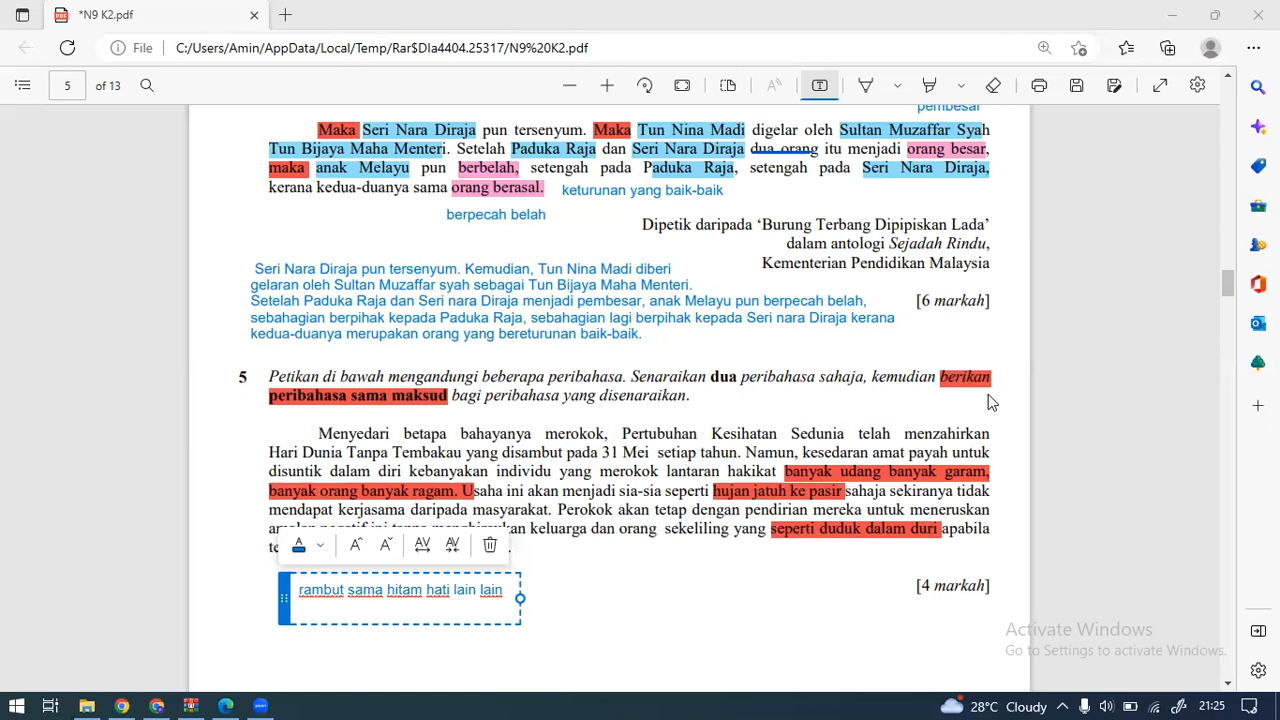 *N9 K2.pdf
File
C:/Users/Amin/AppData/Local/Temp/Rar$DIa4404.25317/N9%20K2.pdf
5 of 13
pembesar
Maka Seri Nara Diraja pun tersenyum. Maka Tun Nina Madi digelar oleh Sultan Muzaffar Syah
Tun Bijaya Maha Menteri. Setelah Paduka Raja dan Seri Nara Diraja dua orang itu menjadi orang besar,
maka anak Melayu pun berbelah, setengah pada Paduka Raja, setengah pada Seri Nara Diraja,
kerana kedua-duanya sama orang berasal. keturunan yang baik-baik
berpecah belah
Dipetik daripada ‘Burung Terbang Dipipiskan Lada’
dalam antologi Sejadah Rindu,
Kementerian Pendidikan Malaysia
Seri Nara Diraja pun tersenyum. Kemudian, Tun Nina Madi diberi
gelaran oleh Sultan Muzaffar syah sebagai Tun Bijaya Maha Menteri.
Setelah Paduka Raja dan Seri nara Diraja menjadi pembesar, anak Melayu pun berpecah belah,
[6 markah]
sebahagian berpihak kepada Paduka Raja, sebahagian lagi berpihak kepada Seri nara Diraja kerana
kedua-duanya merupakan orang yang bereturunan baik-baik.
5 Petikan di bawah mengandungi beberapa peribahasa. Senaraikan dua peribahasa sahaja, kemudian berikan
peribahasa sama maksud bagi peribahasa yang disenaraikan.
Menyedari betapa bahayanya merokok, Pertubuhan Kesihatan Sedunia telah menzahirkan
Hari Dunia Tanpa Tembakau yang disambut pada 31 Mei setiap tahun. Namun, kesedaran amat payah untuk
disuntik dalam diri kebanyakan individu yang merokok lantaran hakikat banyak udang banyak garam,
banyak orang banyak ragam. Usaha ini akan menjadi sia-sia seperti hujan jatuh ke pasir sahaja sekiranya tidak
mendapat kerjasama daripada masyarakat. Perokok akan tetap dengan pendirian mereka untuk meneruskan
keluarga dan orang sekeliling yang seperti duduk dalam duri apabila
rambut sama hitam hati lain lain
[4 markah]
Activate Windows
Go to Settings to activate Windows.
28°C Cloudy
21:25